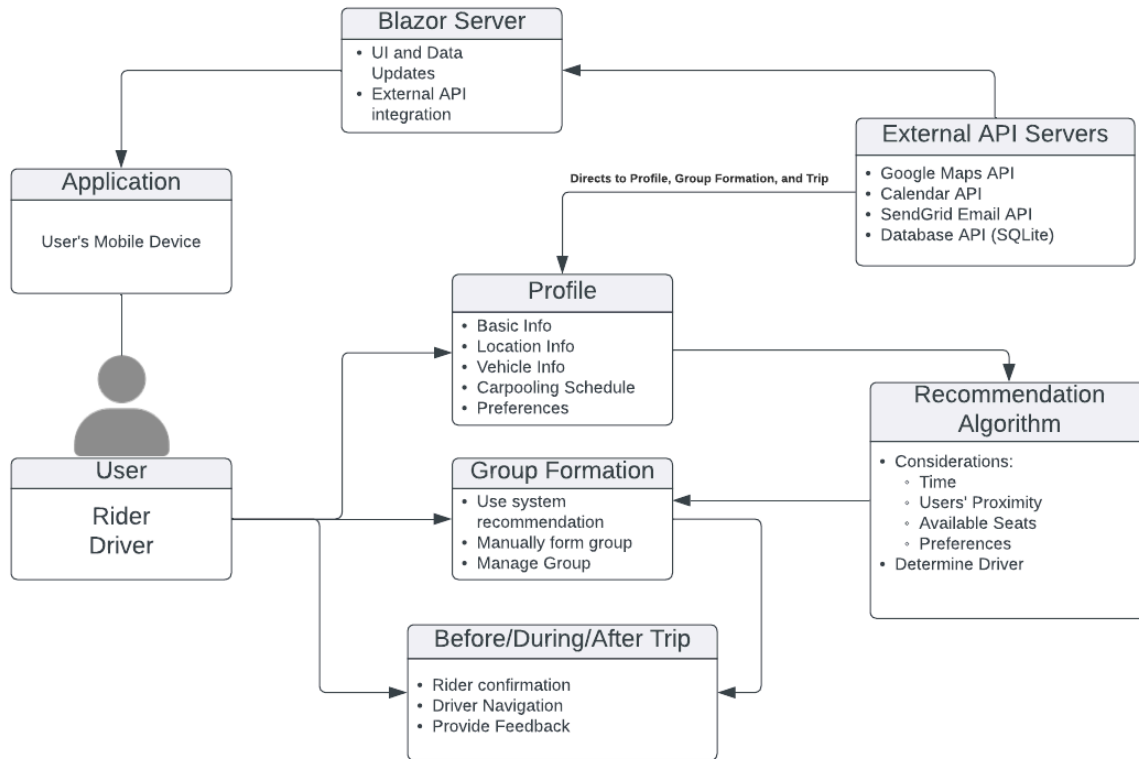 Blazor Server
• UI and Data
Updates
• External API
integration
External API Servers
• Google Maps API
• Calendar API
• SendGrid Email API
• Database API (SQLite)
Application
User's Mobile Device
Directs to Profile, Group Formation, and Trip
Profile
• Basic Info
• Location Info
• Vehicle Info
• Carpooling Schedule
• Preferences
Recommendation
Algorithm
• Considerations:
◦ Time
◦ Users' Proximity
◦ Available Seats
◦ Preferences
• Determine Driver
User
Rider
Driver
Group Formation
• Use system
recommendation
• Manually form group
• Manage Group
Before/During/After Trip
• Rider confirmation
• Driver Navigation
• Provide Feedback